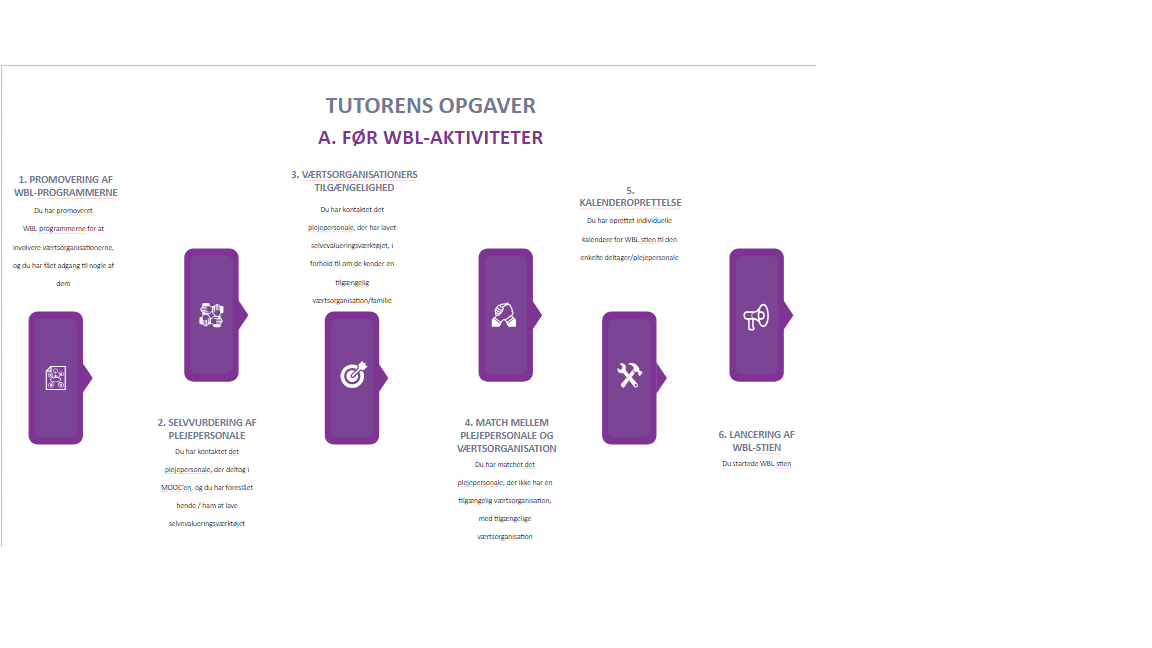 TUTORENS OPGAVER
A. FØR WBL-AKTIVITETER
1. PROMOVERING AF
WBL-PROGRAMMERNE
Du har promoveret
WBL programmerne for at
involvere værtsorganisationerne,
og du har fået adgang til nogle af
dem
2. SELVVURDERING AF
PLEJEPERSONALE
Du har kontaktet det
plejepersonale, der deltog i
MOOC'en, og du har foreslået
hende / ham at lave
selvevalueringsværktøjet
3. VÆRTSORGANISATIONERS
TILGÆNGELIGHED
Du har kontaktet det
plejepersonale, der har lavet
selvevalueringsværktøjet, i
forhold til om de kender en
tilgængelig
værtsorganisation/familie
4. MATCH MELLEM
PLEJEPERSONALE OG
VÆRTSORGANISATION
Du har matchet det
plejepersonale, der ikke har en
tilgængelig værtsorganisation,
med tilgængelige
værtsorganisation
5.
KALENDEROPRETTELSE
Du har oprettet individuelle
kalendere for WBL-stien til den
enkelte deltager/plejepersonale
6. LANCERING AF
WBL-STIEN
Du startede WBL-stien